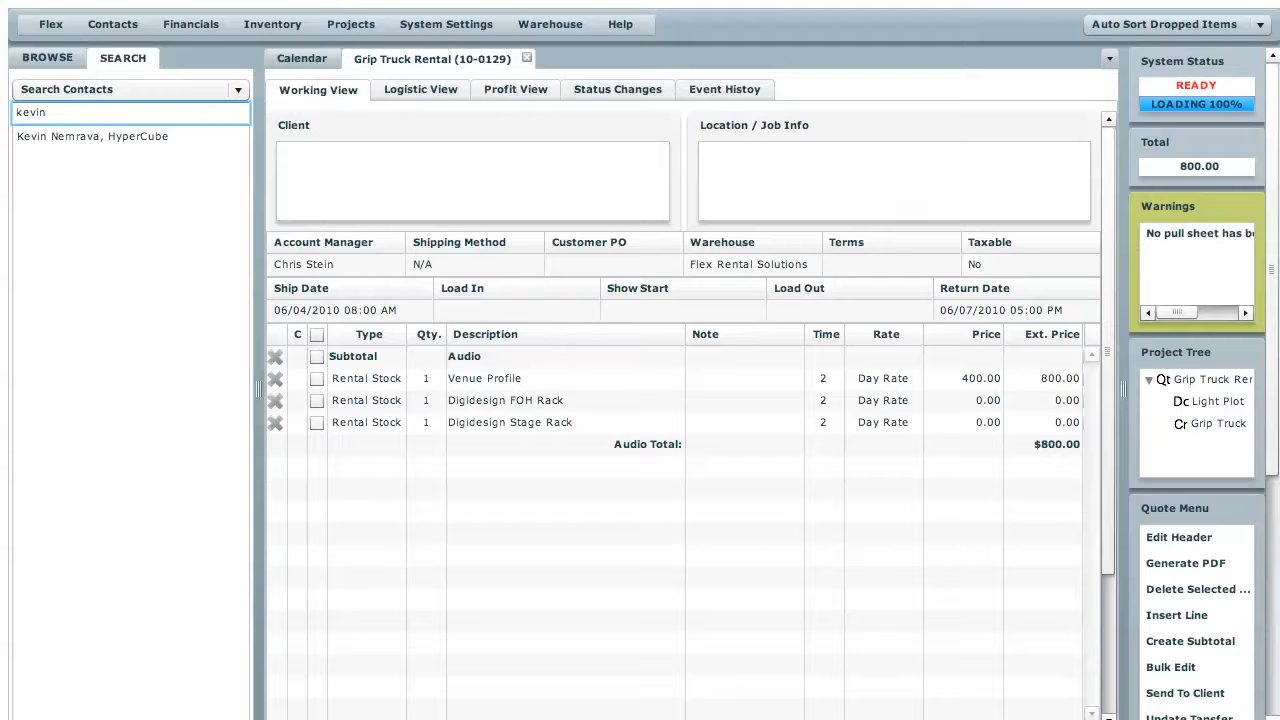 Flex Contacts Financials Inventory Projects System Settings Warehouse Help Auto Sort Dropped Items
BROWSE SEARCH
Search Contacts
kevin
Kevin Nemrava, HyperCube
Calendar Grip Truck Rental (10-0129)
Working View Logistic View Profit View Status Changes Event Histoy
Client Location / Job Info
Account Manager Shipping Method Customer PO Warehouse Terms Taxable
Chris Stein N/A Flex Rental Solutions No
Ship Date Load In Show Start Load Out Return Date
06/04/2010 08:00 AM 06/07/2010 05:00 PM
C Type Qty. Description Note Time Rate Price Ext. Price
Subtotal Audio
Rental Stock 1 Venue Profile 2 Day Rate 400.00 800.00
Rental Stock 1 Digidesign FOH Rack 2 Day Rate 0.00 0.00
Rental Stock 1 Digidesign Stage Rack 2 Day Rate 0.00 0.00
Audio Total: $800.00
System Status
READY
LOADING 100%
Total
800.00
Warnings
No pull sheet has be
Project Tree
Qt Grip Truck Rer
Dc Light Plot
Cr Grip Truck
Quote Menu
Edit Header
Generate PDF
Delete Selected ...
Insert Line
Create Subtotal
Bulk Edit
Send To Client
Update Transfer